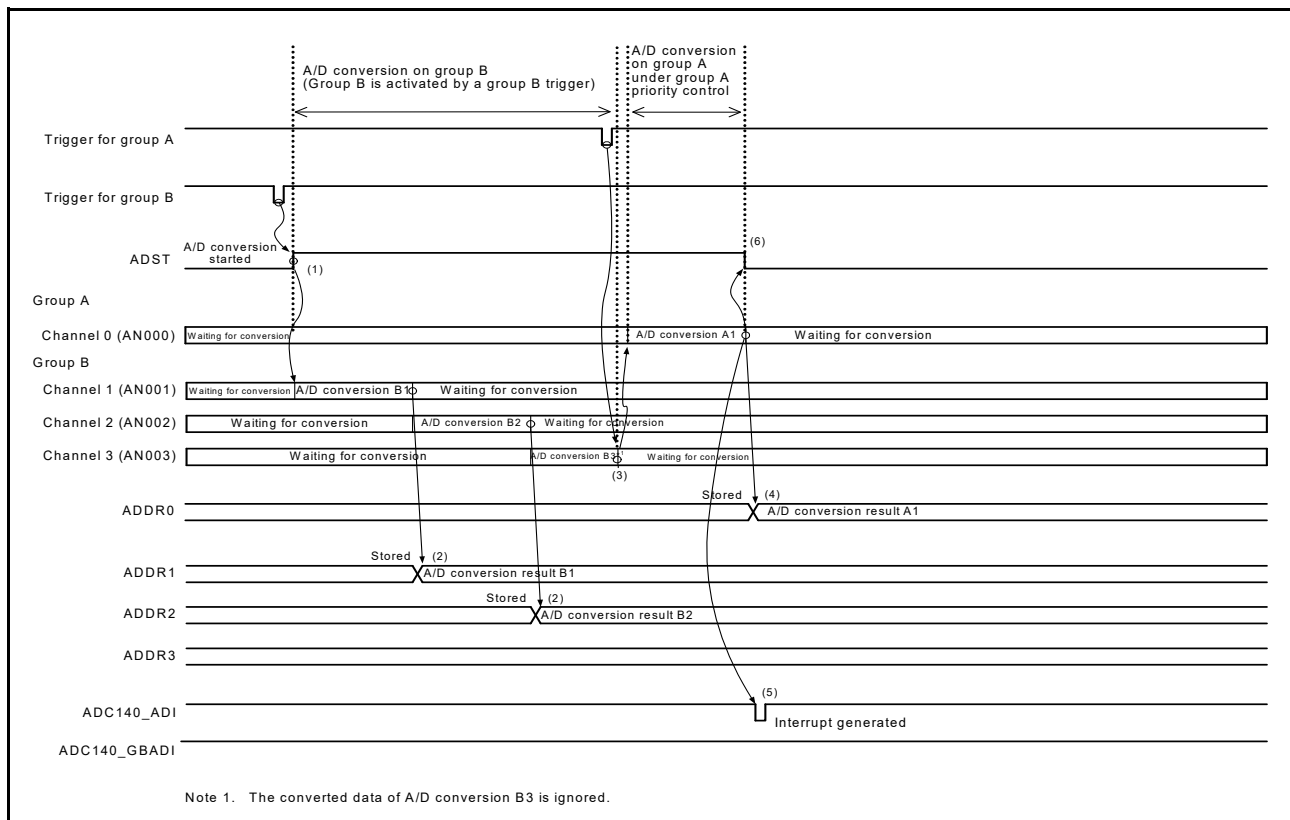 A/D conversion on group B
(Group B is activated by a group B trigger)
A/D conversion
on group A
under group A
priority control
Trigger for group A
Trigger for group B
ADST
A/D conversion
started
(1)
(6)
Group A
Channel 0 (AN000)
Waiting for conversion
A/D conversion A1
Waiting for conversion
Group B
Channel 1 (AN001)
Waiting for conversion
A/D conversion B1
Waiting for conversion
Channel 2 (AN002)
Waiting for conversion
A/D conversion B2
Waiting for conversion
Channel 3 (AN003)
Waiting for conversion
A/D conversion B3*1
Waiting for conversion
(3)
ADDR0
Stored
(4)
A/D conversion result A1
ADDR1
Stored
(2)
A/D conversion result B1
ADDR2
Stored
(2)
A/D conversion result B2
ADDR3
ADC140_ADI
(5)
Interrupt generated
ADC140_GBADI
Note 1. The converted data of A/D conversion B3 is ignored.